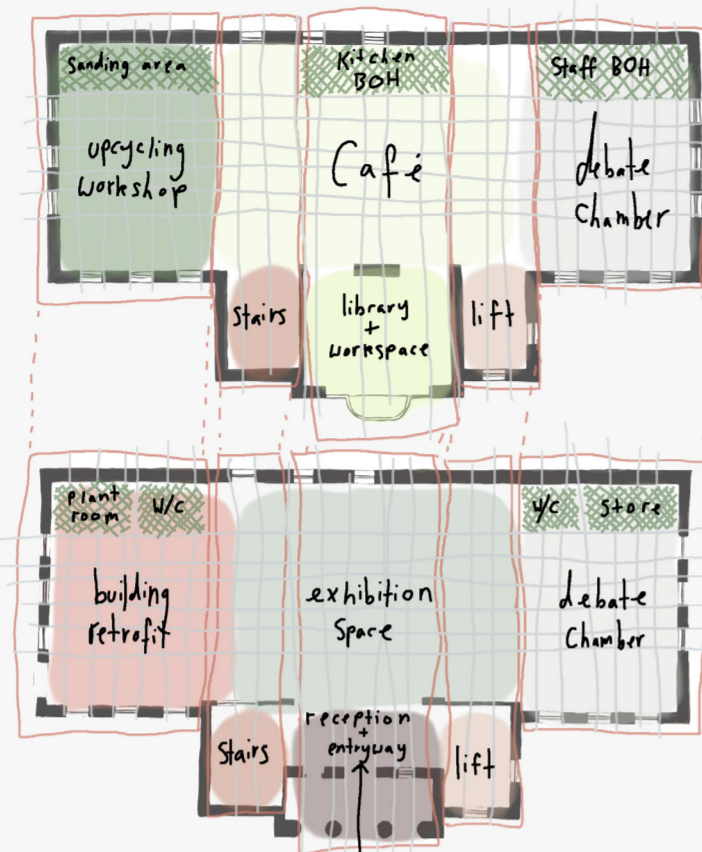 Sanding area
Kitchen
BOH
Staff BOH
upcycling
workshop
Café
debate
Chamber
Stairs
library
+
workspace
lift
plant
room
W/C
W/C
Store
building
retrofit
exhibition
Space
debate
Chamber
Stairs
reception
+
entryway
lift